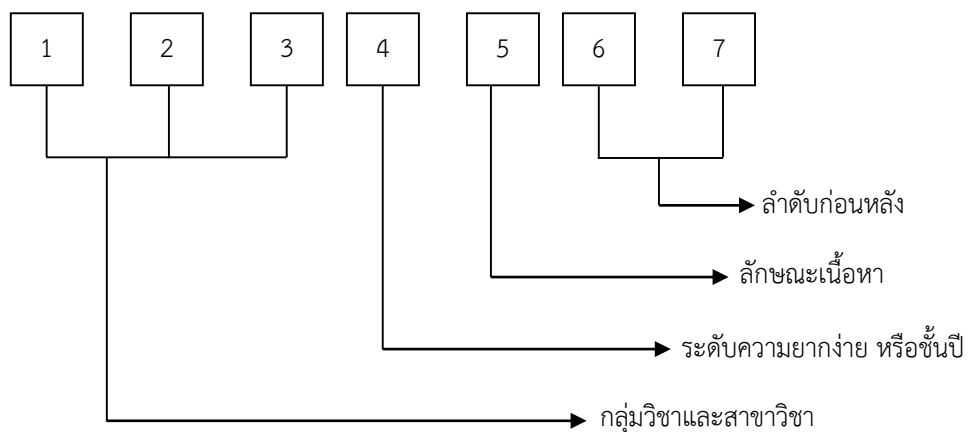 1 2 3 4 5 6 7
ลำดับก่อนหลัง
ลักษณะเนื้อหา
ระดับความยากง่าย หรือชั้นปี
กลุ่มวิชาและสาขาวิชา